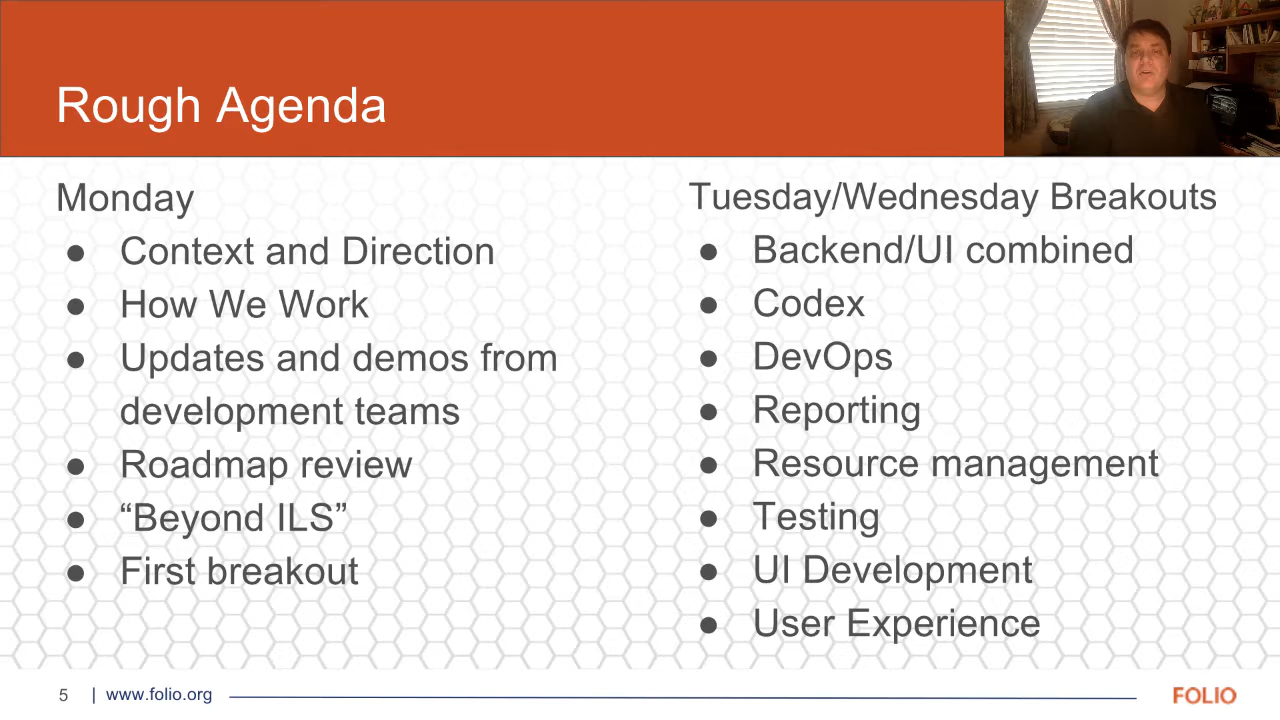 Rough Agenda
Monday
● Context and Direction
● How We Work
● Updates and demos from
development teams
● Roadmap review
● “Beyond ILS”
● First breakout
Tuesday/Wednesday Breakouts
● Backend/UI combined
● Codex
● DevOps
● Reporting
● Resource management
● Testing
● UI Development
● User Experience
5 | www.folio.org
FOLIO